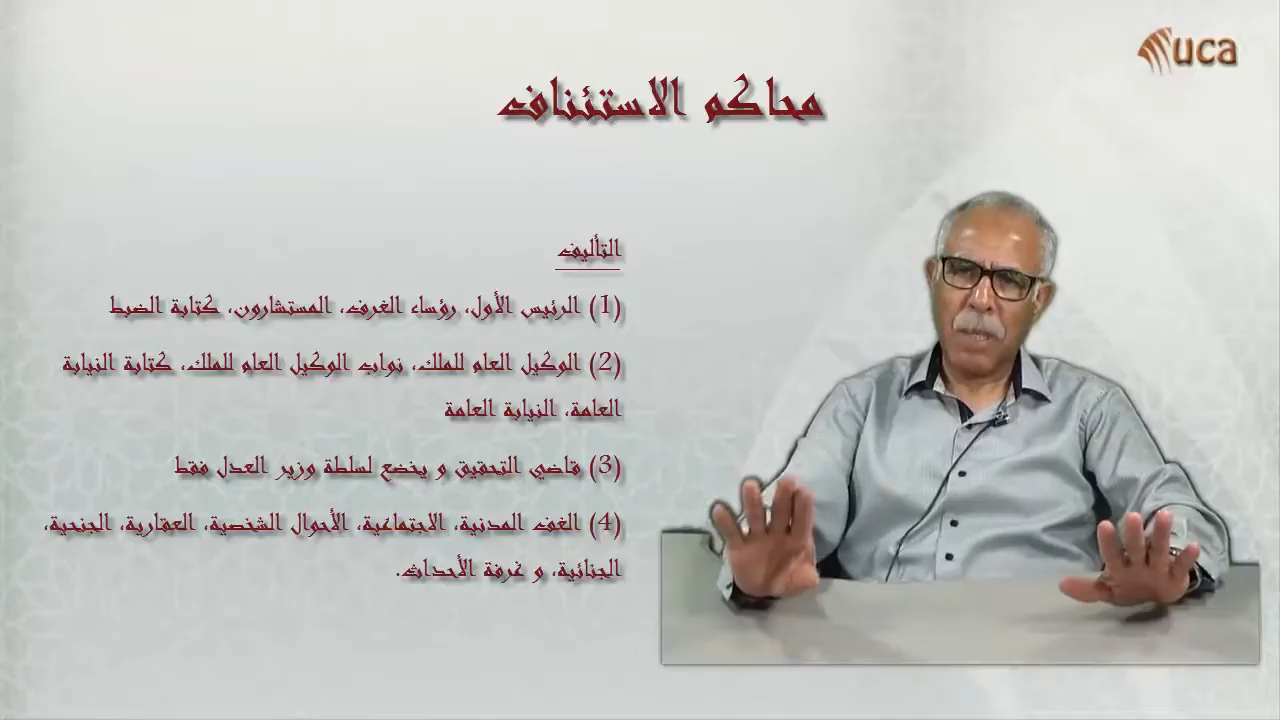 uca
محاكم الاستئناف
التأليف
(1) الرئيس الأول، رؤساء الغرف، المستشارون، كتابة الضبط
(2) الوكيل العام للملك، نواب الوكيل العام للملك، كتابة النيابة
العامة، النيابة العامة
(3) قاضي التحقيق و يخضع لسلطة وزير العدل فقط
(4) الغف المدنية، الاجتماعية، الأحوال الشخصية، العقارية، الجنحية،
الجنائية، و غرفة الأحداث.